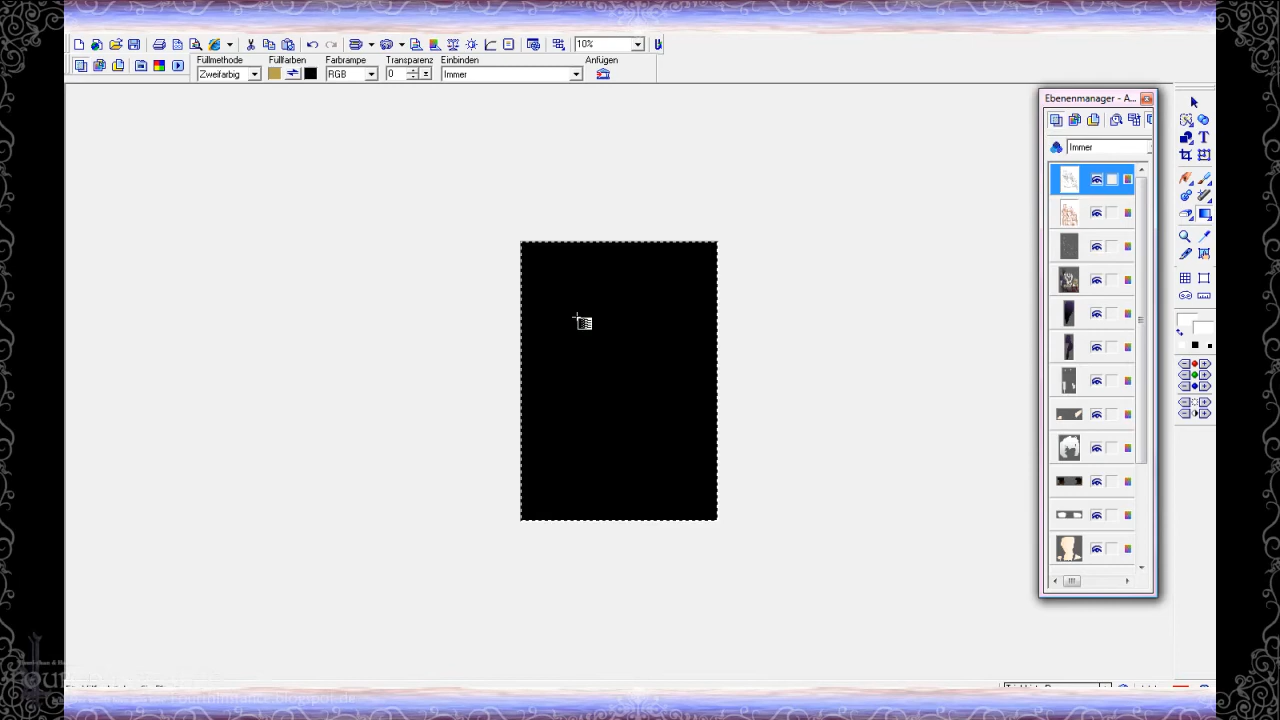 10%
Füllmethode Füllfarben Farbrampe Transparenz Einbinden Anfügen
Zweifarbig RGB 0 Immer
Ebenenmanager - A...
Immer